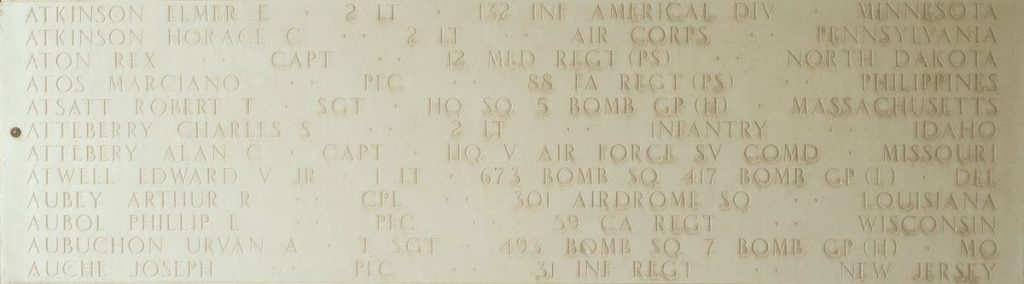 ATKINSON ELMER E · 2 LT · 132 INF AMERICAL DIV · MINNESOTA
ATKINSON HORACE C · · 2 LT · · AIR CORPS · · PENNSYLVANIA
ATON REX · · CAPT · · 12 MED REGT (PS) · · NORTH DAKOTA
ATOS MARCIANO · · PFC · · 88 FA REGT (PS) · · PHILIPPINES
ATSATT ROBERT T · SGT · HQ SQ 5 BOMB GP (H) · MASSACHUSETTS
ATTEBERRY CHARLES S · · 2 LT · · INFANTRY · · IDAHO
ATTEBERY ALAN C · CAPT · HQ V AIR FORCE SV COMD · MISSOURI
ATWELL EDWARD V JR · 1 LT · 673 BOMB SQ 417 BOMB GP (L) · DEL
AUBEY ARTHUR R · · CPL · · 301 AIRDROME SQ · · LOUISIANA
AUBOL PHILLIP E · · PFC · · 59 CA REGT · · WISCONSIN
AUBUCHON URVAN A · T SGT · 493 BOMB SQ 7 BOMB GP (H) · MO
AUCHE JOSEPH · · PFC · · 31 INF REGT · · NEW JERSEY